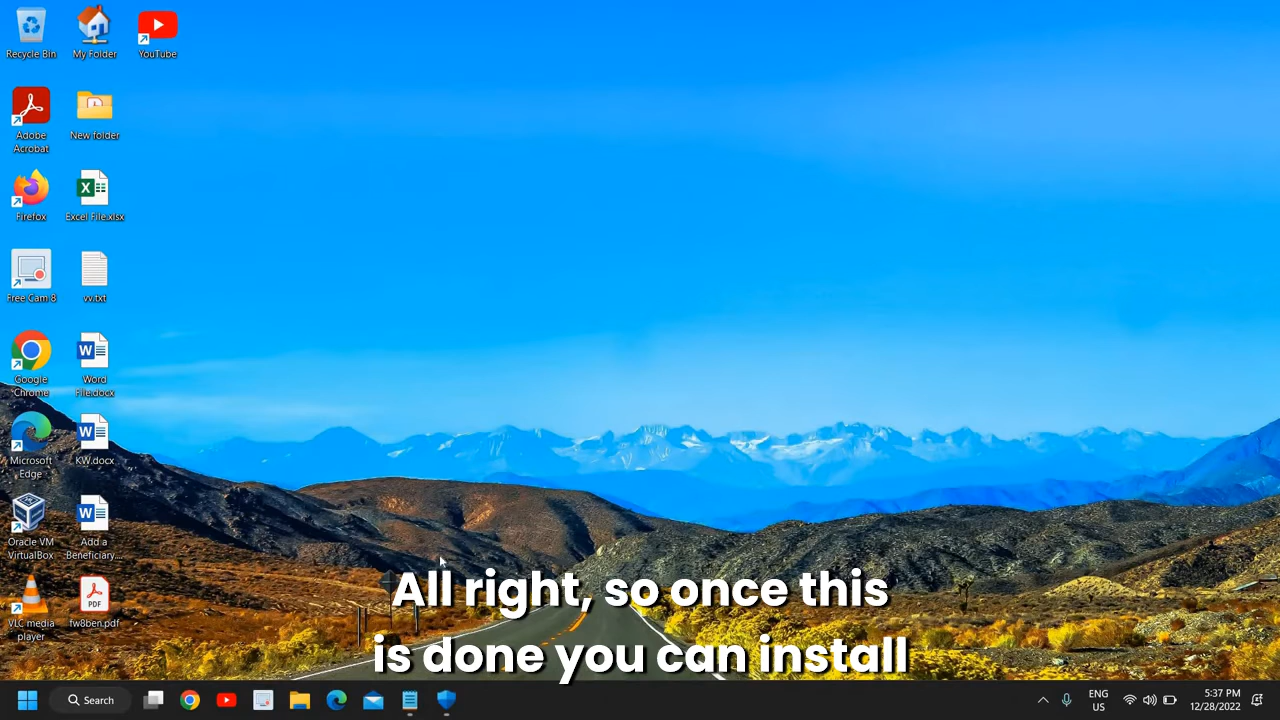 Recycle Bin
My Folder
YouTube
Adobe
Acrobat
New folder
Firefox
Excel File.xlsx
Free Cam 8
vv.txt
Google
Chrome
Word
File.docx
Microsoft
Edge
KW.docx
Oracle VM
VirtualBox
Add a
Beneficiary...
VLC media
player
PDF
fw8ben.pdf
All right, so once this
is done you can install
Search
ENG
US
5:37 PM
12/28/2022